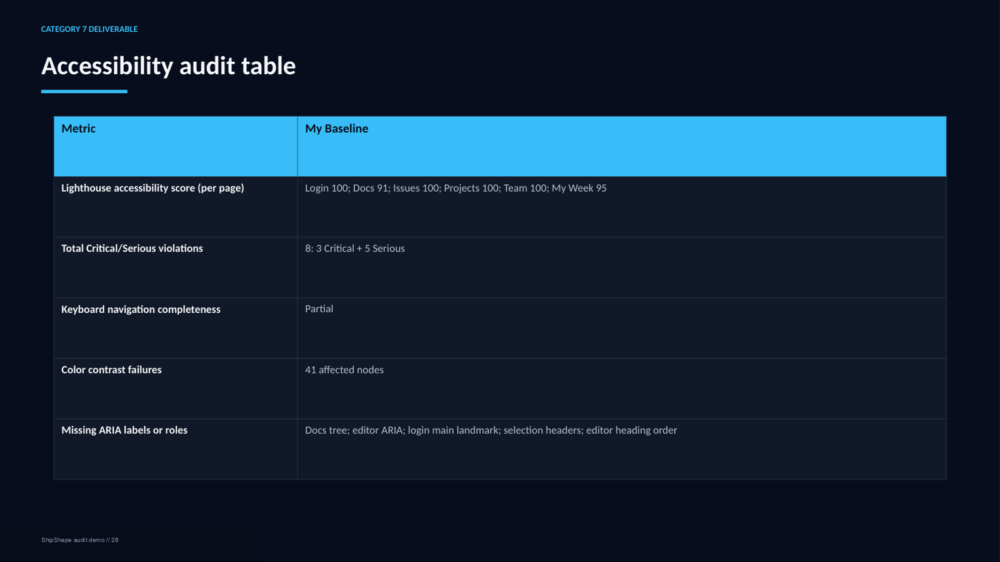 CATEGORY 7 DELIVERABLE
Accessibility audit table
Metric
My Baseline
Lighthouse accessibility score (per page)
Login 100; Docs 91; Issues 100; Projects 100; Team 100; My Week 95
Total Critical/Serious violations
8: 3 Critical + 5 Serious
Keyboard navigation completeness
Partial
Color contrast failures
41 affected nodes
Missing ARIA labels or roles
Docs tree; editor ARIA; login main landmark; selection headers; editor heading order
ShipShape audit demo // 26